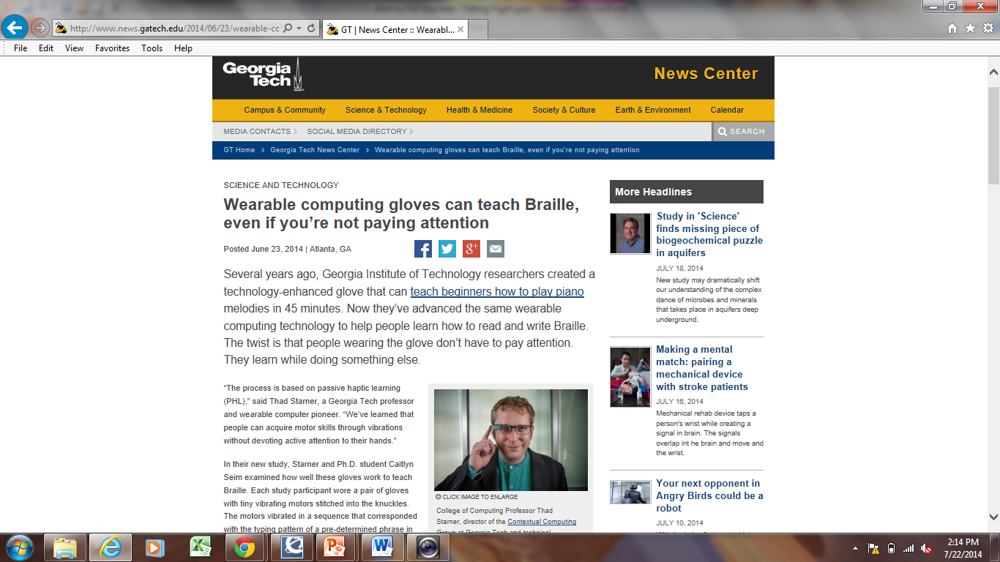 http://www.news.gatech.edu/2014/06/23/wearable-cc
GT | News Center :: Wearabl...
File Edit View Favorites Tools Help
Georgia
Tech
News Center
Campus & Community Science & Technology Health & Medicine Society & Culture Earth & Environment Calendar
MEDIA CONTACTS SOCIAL MEDIA DIRECTORY SEARCH
GT Home Georgia Tech News Center Wearable computing gloves can teach Braille, even if you're not paying attention
SCIENCE AND TECHNOLOGY
Wearable computing gloves can teach Braille,
even if you’re not paying attention
Posted June 23, 2014 | Atlanta, GA
Several years ago, Georgia Institute of Technology researchers created a
technology-enhanced glove that can teach beginners how to play piano
melodies in 45 minutes. Now they’ve advanced the same wearable
computing technology to help people learn how to read and write Braille.
The twist is that people wearing the glove don’t have to pay attention.
They learn while doing something else.
“The process is based on passive haptic learning
(PHL),” said Thad Starner, a Georgia Tech professor
and wearable computer pioneer. “We’ve learned that
people can acquire motor skills through vibrations
without devoting active attention to their hands.”
In their new study, Starner and Ph.D. student Caitlyn
Seim examined how well these gloves work to teach
Braille. Each study participant wore a pair of gloves
with tiny vibrating motors stitched into the knuckles.
The motors vibrated in a sequence that corresponded
with the typing pattern of a pre-determined phrase in
CLICK IMAGE TO ENLARGE
College of Computing Professor Thad
Starner, director of the Contextual Computing
Group at Georgia Tech and technical
More Headlines
Study in 'Science'
finds missing piece of
biogeochemical puzzle
in aquifers
JULY 18, 2014
New study may dramatically shift
our understanding of the complex
dance of microbes and minerals
that takes place in aquifers deep
underground.
Making a mental
match: pairing a
mechanical device
with stroke patients
JULY 16, 2014
Mechanical rehab device taps a
person's wrist while creating a
signal in brain. The signals
overlap int he brain and move and
the wrist.
Your next opponent in
Angry Birds could be a
robot
JULY 10, 2014
2:14 PM
7/22/2014